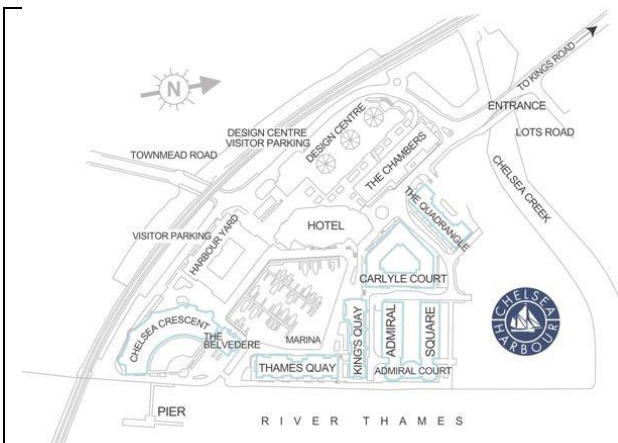 TO KINGS ROAD
N
ENTRANCE
DESIGN CENTRE
VISITOR PARKING
DESIGN CENTRE
LOTS ROAD
TOWNMEAD ROAD
THE CHAMBERS
CHELSEA CREEK
THE QUADRANGLE
HOTEL
VISITOR PARKING
HARBOUR YARD
CARLYLE COURT
CHELSEA HARBOUR
CHELSEA CRESCENT
THE
BELVEDERE
MARINA
KING'S QUAY
ADMIRAL
SQUARE
THAMES QUAY
ADMIRAL COURT
PIER
RIVER THAMES